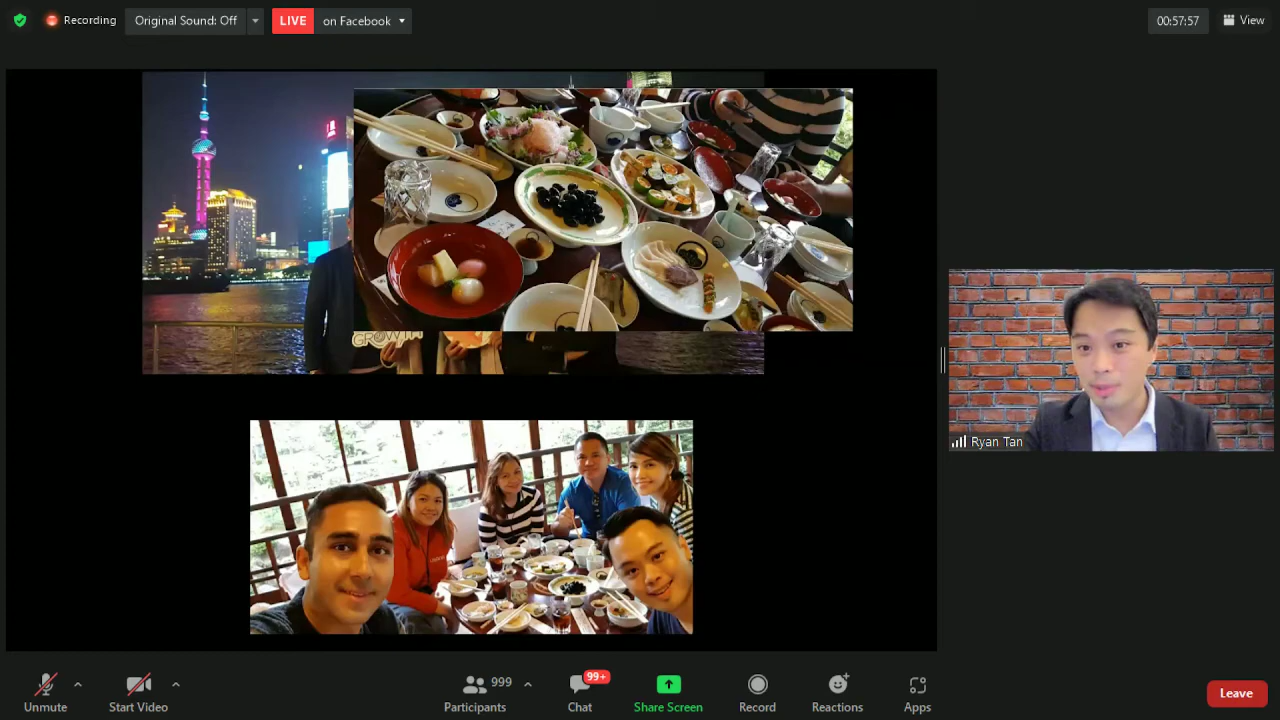 Recording
Original Sound: Off
LIVE on Facebook
00:57:57
View
GROWTH
Ryan Tan
Unmute
Start Video
999
Participants
99+
Chat
Share Screen
Record
Reactions
Apps
Leave